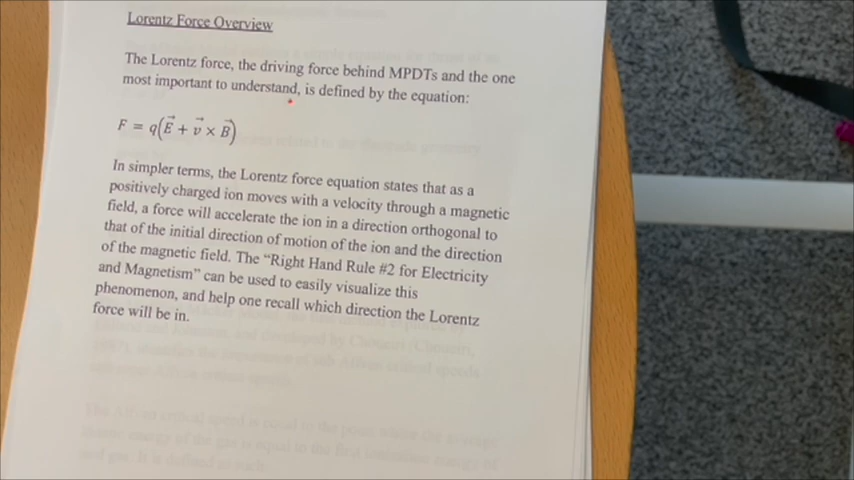 Lorentz Force Overview
The Lorentz force, the driving force behind MPDTs and the one
most important to understand, is defined by the equation:
F = q(E⃗ + v⃗ × B⃗)
In simpler terms, the Lorentz force equation states that as a
positively charged ion moves with a velocity through a magnetic
field, a force will accelerate the ion in a direction orthogonal to
that of the initial direction of motion of the ion and the direction
of the magnetic field. The “Right Hand Rule #2 for Electricity
and Magnetism” can be used to easily visualize this
phenomenon, and help one recall which direction the Lorentz
force will be in.